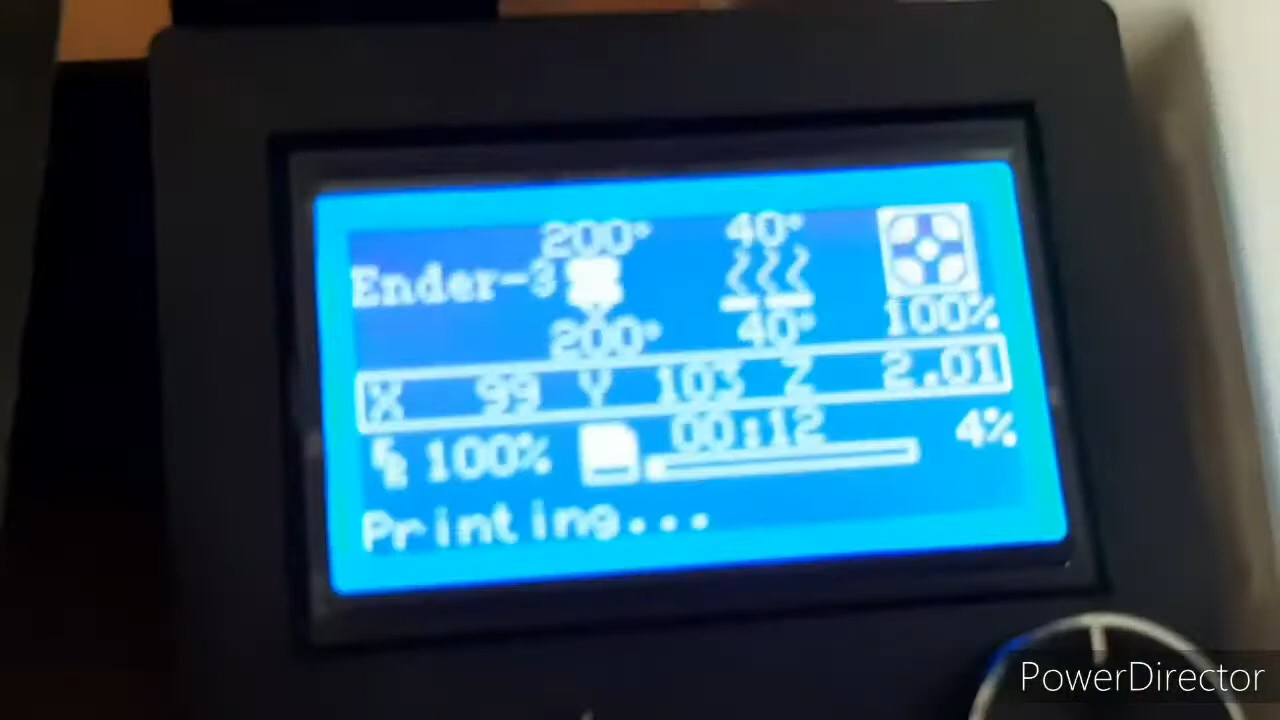 200° 40°
Ender-3
200° 40° 100%
X 99 Y 103 Z 2.01
00:12
100% 4%
Printing...
PowerDirector